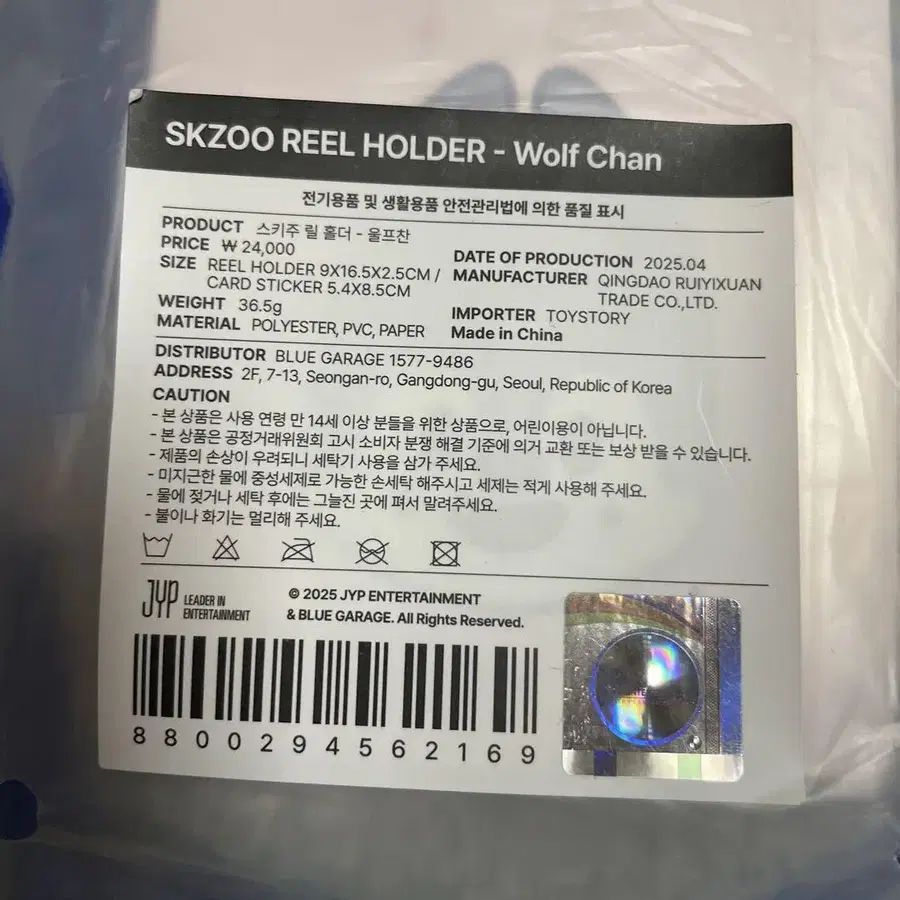 SKZOO REEL HOLDER - Wolf Chan
전기용품 및 생활용품 안전관리법에 의한 품질 표시
PRODUCT 스키주 릴 홀더 - 울프찬
PRICE ₩ 24,000
SIZE REEL HOLDER 9X16.5X2.5CM /
CARD STICKER 5.4X8.5CM
WEIGHT 36.5g
MATERIAL POLYESTER, PVC, PAPER
DATE OF PRODUCTION 2025.04
MANUFACTURER QINGDAO RUIYIXUAN
TRADE CO.,LTD.
IMPORTER TOYSTORY
Made in China
DISTRIBUTOR BLUE GARAGE 1577-9486
ADDRESS 2F, 7-13, Seongan-ro, Gangdong-gu, Seoul, Republic of Korea
CAUTION
- 본 상품은 사용 연령 만 14세 이상 분들을 위한 상품으로, 어린이용이 아닙니다.
- 본 상품은 공정거래위원회 고시 소비자 분쟁 해결 기준에 의거 교환 또는 보상 받을 수 있습니다.
- 제품의 손상이 우려되니 세탁기 사용을 삼가 주세요.
- 미지근한 물에 중성세제로 가능한 손세탁 해주시고 세제는 적게 사용해 주세요.
- 물에 젖거나 세탁 후에는 그늘진 곳에 펴서 말려주세요.
- 불이나 화기는 멀리해 주세요.
JYP LEADER IN
ENTERTAINMENT
© 2025 JYP ENTERTAINMENT
& BLUE GARAGE. All Rights Reserved.
8800294562169